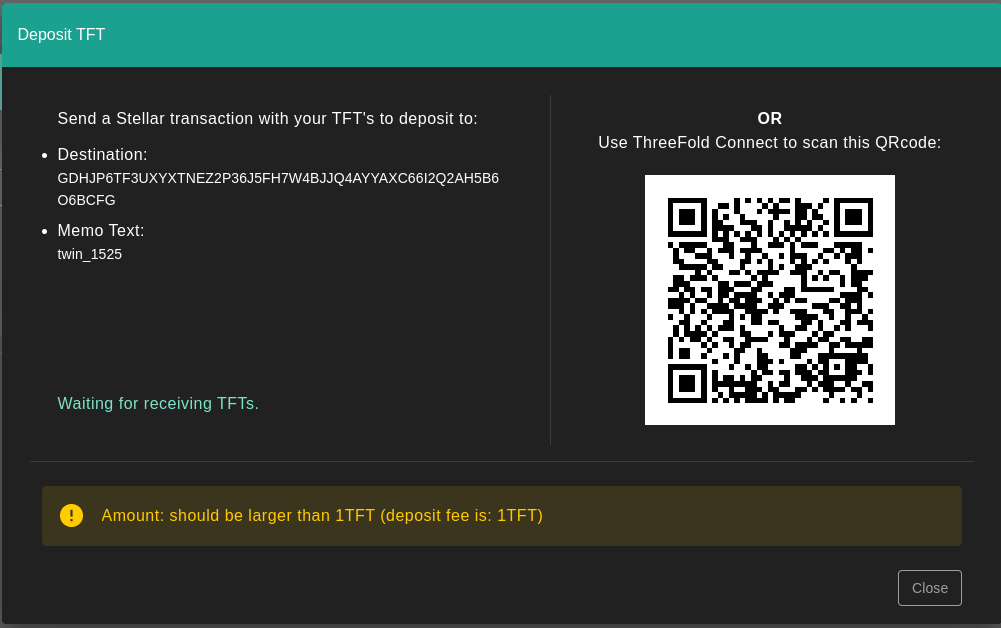 Deposit TFT
Send a Stellar transaction with your TFT's to deposit to:
Destination:
GDHJP6TF3UXYXTNEZ2P36J5FH7W4BJJQ4AYYAXC66I2Q2AH5B6
O6BCFG
Memo Text:
twin_1525
Waiting for receiving TFTs.
OR
Use ThreeFold Connect to scan this QRcode:
Amount: should be larger than 1TFT (deposit fee is: 1TFT)
Close